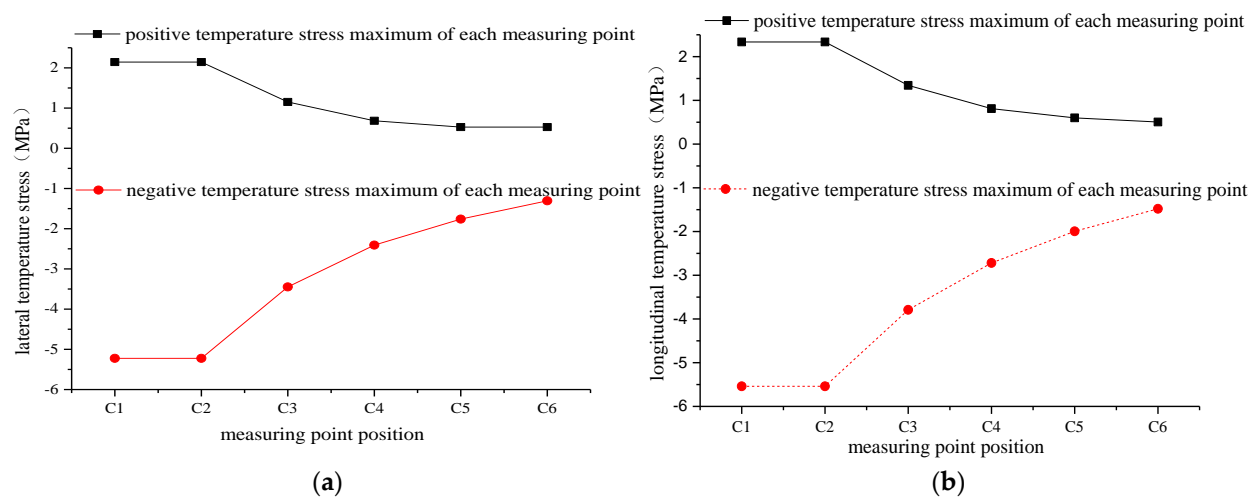 positive temperature stress maximum of each measuring point
2
1
0
-1
-2
-3
-4
-5
-6
lateral temperature stress（MPa）
negative temperature stress maximum of each measuring point
C1 C2 C3 C4 C5 C6
measuring point position
(a)
positive temperature stress maximum of each measuring point
2
1
0
-1
-2
-3
-4
-5
-6
longitudinal temperature stress（MPa）
negative temperature stress maximum of each measuring point
C1 C2 C3 C4 C5 C6
measuring point position
(b)